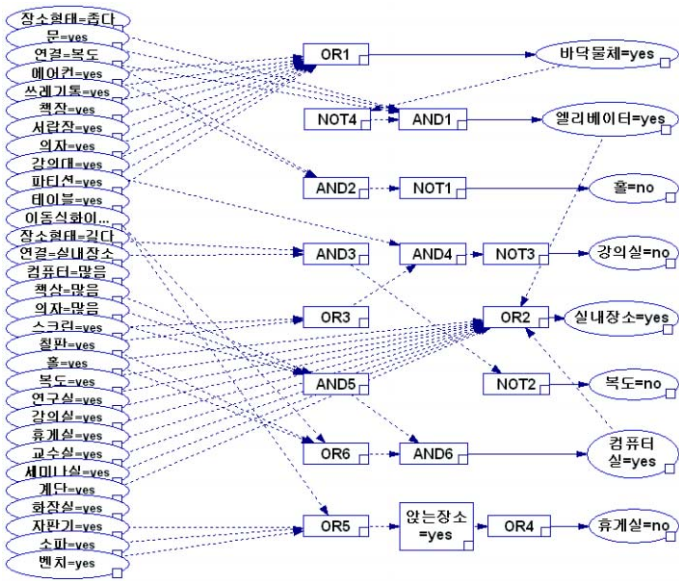 장소형태=좁다
문=yes
연결=복도
에어컨=yes
쓰레기통=yes
책장=yes
서랍장=yes
의자=yes
강의대=yes
파티션=yes
테이블=yes
이동식화이...
장소형태=길다
연결=실내장소
컴퓨터=많음
책상=많음
의자=많음
스크린=yes
칠판=yes
홀=yes
복도=yes
연구실=yes
강의실=yes
휴게실=yes
교수실=yes
세미나실=yes
계단=yes
화장실=yes
자판기=yes
소파=yes
벤치=yes
OR1
바닥물체=yes
NOT4
AND1
엘리베이터=yes
AND2
NOT1
홀=no
AND3
AND4
NOT3
강의실=no
OR3
OR2
실내장소=yes
AND5
NOT2
복도=no
OR6
AND6
컴퓨터
실=yes
OR5
앉는장소
=yes
OR4
휴게실=no